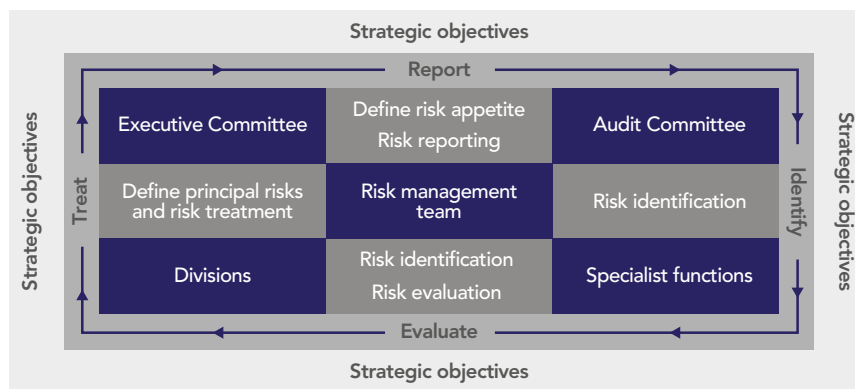 Strategic objectives
Report
Executive Committee
Define risk appetite
Risk reporting
Audit Committee
Strategic objectives
Treat
Define principal risks
and risk treatment
Risk management
team
Risk identification
Identify
Strategic objectives
Divisions
Risk identification
Risk evaluation
Specialist functions
Evaluate
Strategic objectives